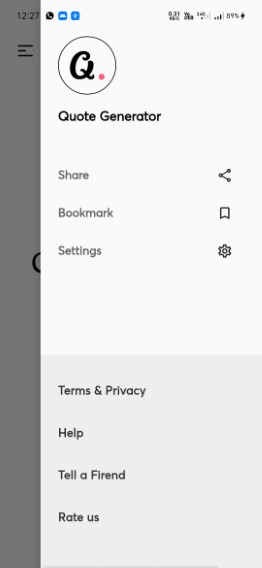 12:27
89%
Q.
Quote Generator
Share
Bookmark
Settings
Terms & Privacy
Help
Tell a Firend
Rate us